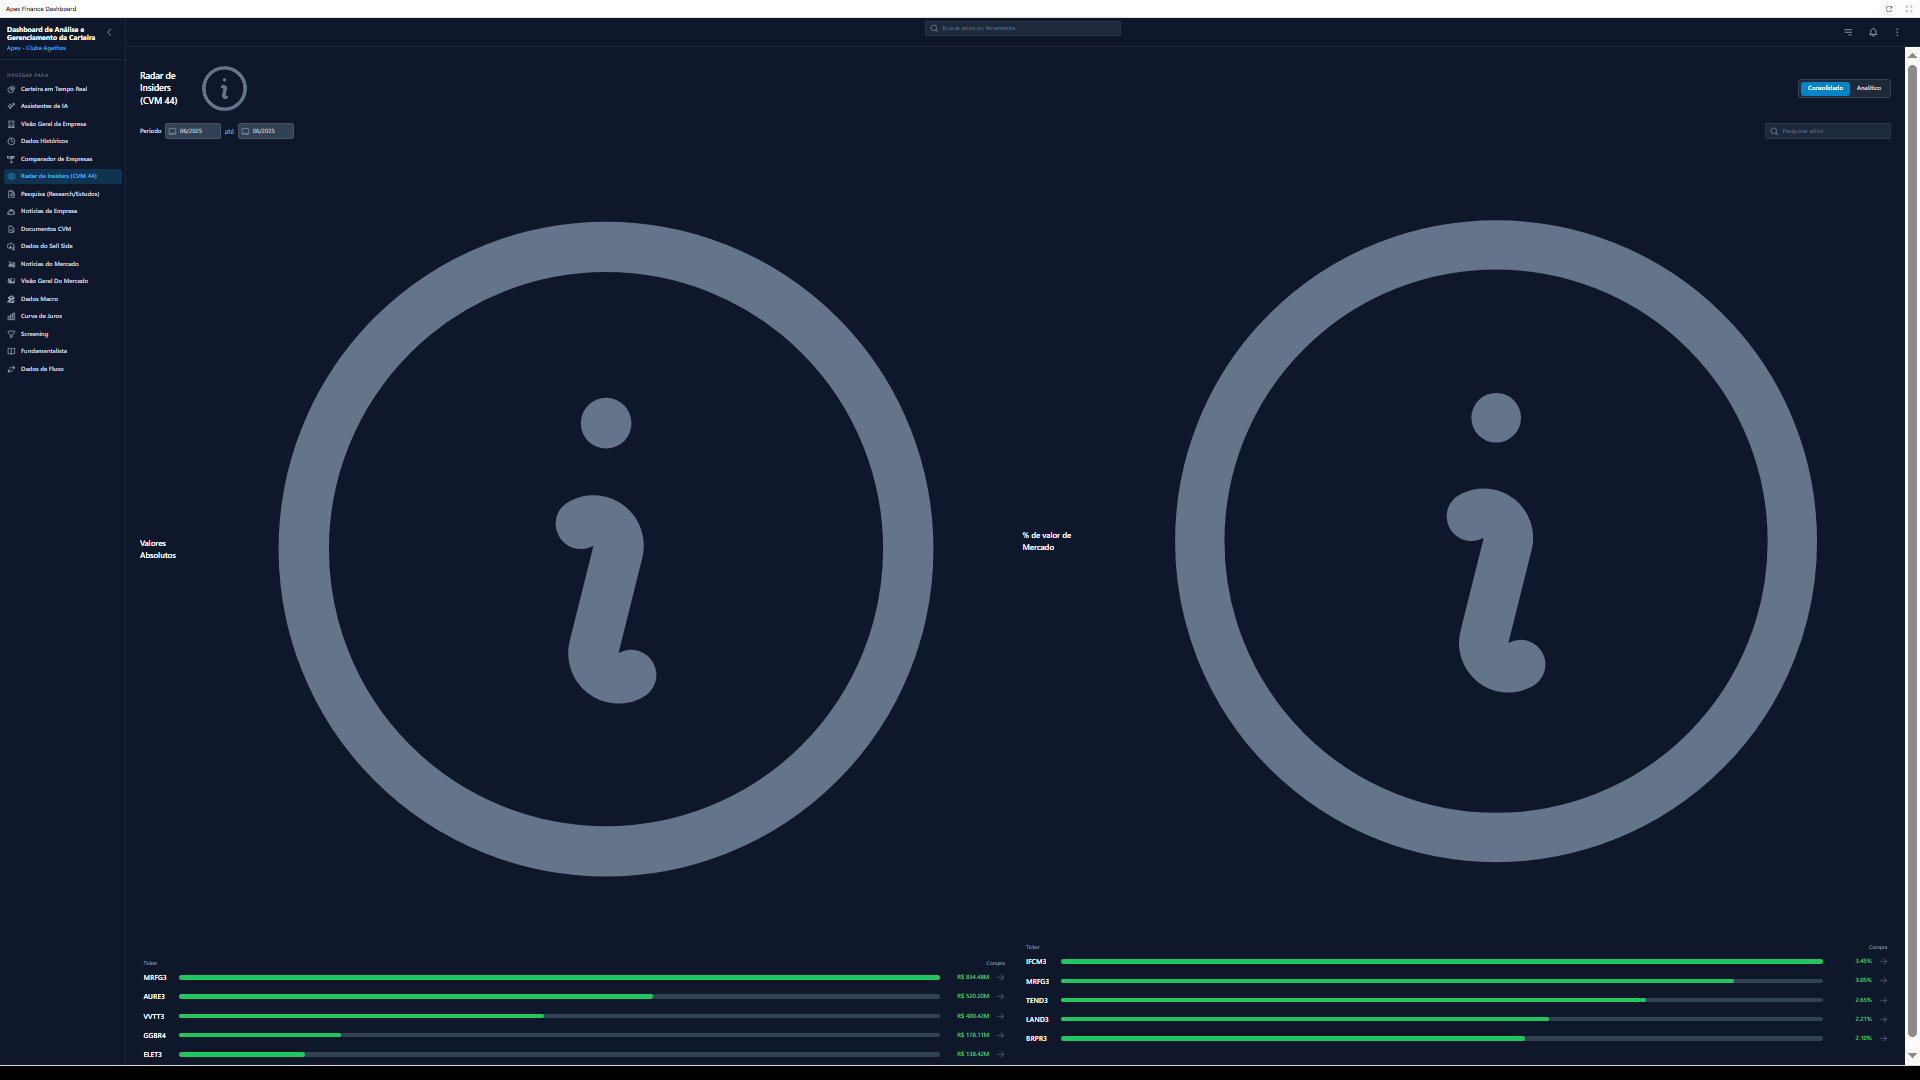 Apex Finance Dashboard
Dashboard de Análise e
Gerenciamento da Carteira
Apex - Clube Agathos
Buscar ativo ou ferramenta
NAVEGAR PARA
Carteira em Tempo Real
Assistentes de IA
Visão Geral da Empresa
Dados Históricos
Comparador de Empresas
Radar de Insiders (CVM 44)
Pesquisa (Research/Estudos)
Notícias da Empresa
Documentos CVM
Dados do Sell Side
Notícias do Mercado
Visão Geral Do Mercado
Dados Macro
Curva de Juros
Screening
Fundamentalista
Dados de Fluxo
Radar de
Insiders
(CVM 44)
Consolidado Analítico
Período 06/2025 até 06/2025
Pesquisar ativo
Valores
Absolutos
Ticker Compra
MRFG3 R$ 834.48M
AURE3 R$ 520.20M
VVTT3 R$ 400.42M
GGBR4 R$ 178.11M
ELET3 R$ 138.42M
% de valor de
Mercado
Ticker Compra
IFCM3 3.45%
MRFG3 3.05%
TEND3 2.65%
LAND3 2.21%
BRPR3 2.10%